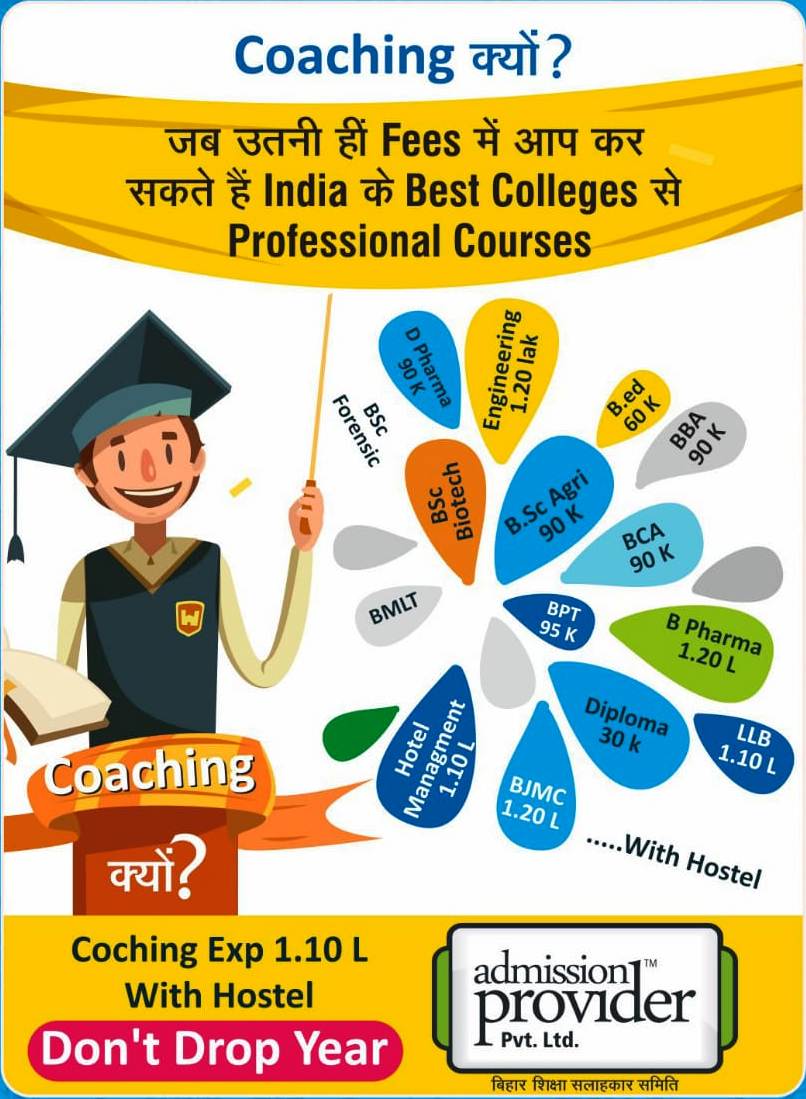 Coaching क्यों?
जब उतनी हीं Fees में आप कर
सकते हैं India के Best Colleges से
Professional Courses
D Pharma
90 K
Engineering
1.20 lak
B.ed
60 K
BBA
90 K
BSc
Forensic
BSc
Biotech
B.Sc Agri
90 K
BCA
90 K
BMLT
BPT
95 K
B Pharma
1.20 L
Hotel
Managment
1.10 L
BJMC
1.20 L
Diploma
30 k
LLB
1.10 L
.....With Hostel
W
Coaching
क्यों?
Coching Exp 1.10 L
With Hostel
Don't Drop Year
admission™
provider
Pvt. Ltd.
बिहार शिक्षा सलाहकार समिति